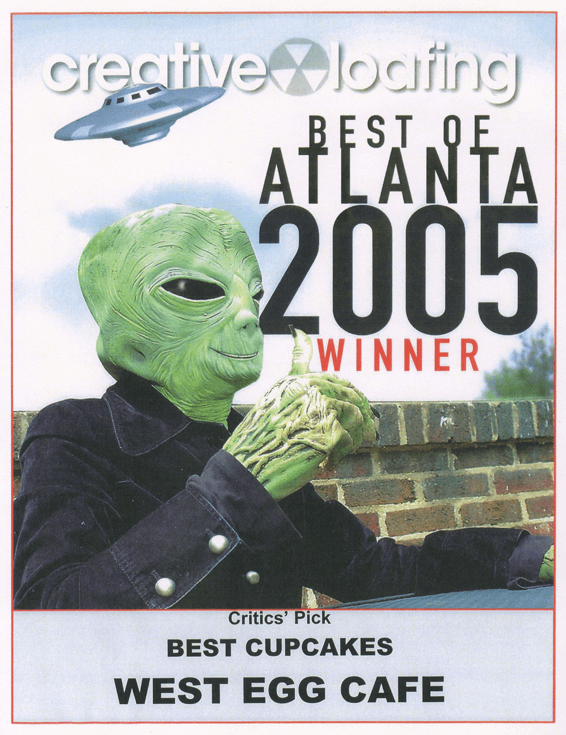 creative loafing
BEST OF
ATLANTA
2005
WINNER
Critics' Pick
BEST CUPCAKES
WEST EGG CAFE